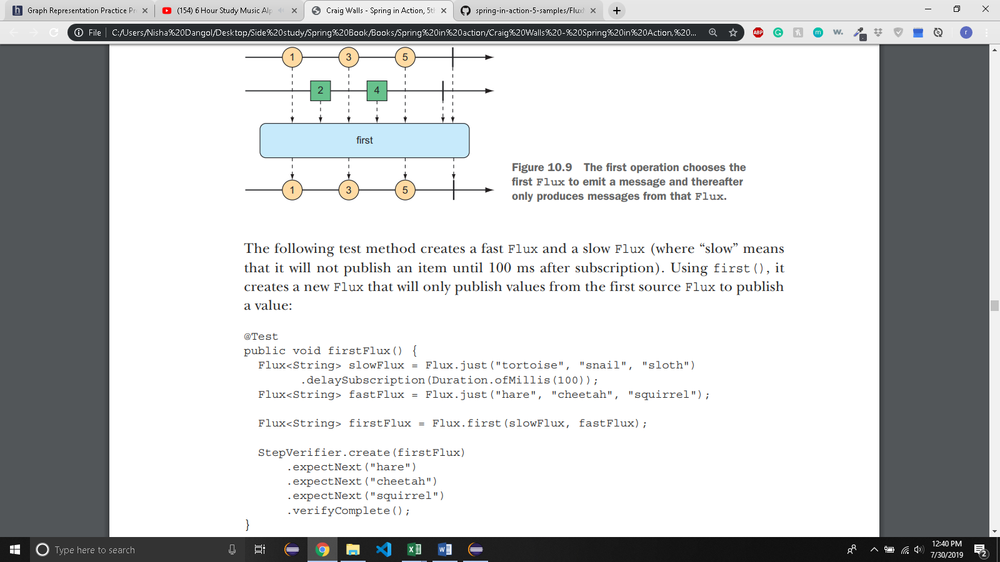 Graph Representation Practice Pr
(154) 6 Hour Study Music Alp
Craig Walls - Spring in Action, 5th
spring-in-action-5-samples/Flux
File
C:/Users/Nisha%20Dangol/Desktop/Side%20study/Spring%20Book/Books/Spring%20in%20action/Craig%20Walls%20-%20Spring%20in%20Action,%20...
ABP
w.
r
1 3 5
2 4
first
1 3 5
Figure 10.9 The first operation chooses the
first Flux to emit a message and thereafter
only produces messages from that Flux.
The following test method creates a fast Flux and a slow Flux (where “slow” means
that it will not publish an item until 100 ms after subscription). Using first(), it
creates a new Flux that will only publish values from the first source Flux to publish
a value:
@Test
public void firstFlux() {
Flux<String> slowFlux = Flux.just("tortoise", "snail", "sloth")
.delaySubscription(Duration.ofMillis(100));
Flux<String> fastFlux = Flux.just("hare", "cheetah", "squirrel");
Flux<String> firstFlux = Flux.first(slowFlux, fastFlux);
StepVerifier.create(firstFlux)
.expectNext("hare")
.expectNext("cheetah")
.expectNext("squirrel")
.verifyComplete();
}
Type here to search
12:40 PM
7/30/2019
2